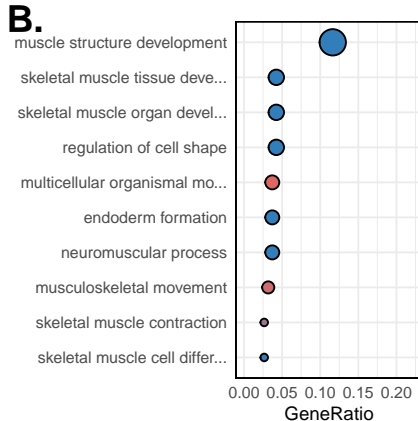 B.
muscle structure development
skeletal muscle tissue deve...
skeletal muscle organ devel...
regulation of cell shape
multicellular organismal mo...
endoderm formation
neuromuscular process
musculoskeletal movement
skeletal muscle contraction
skeletal muscle cell differ...
0.00 0.05 0.10 0.15 0.20
GeneRatio